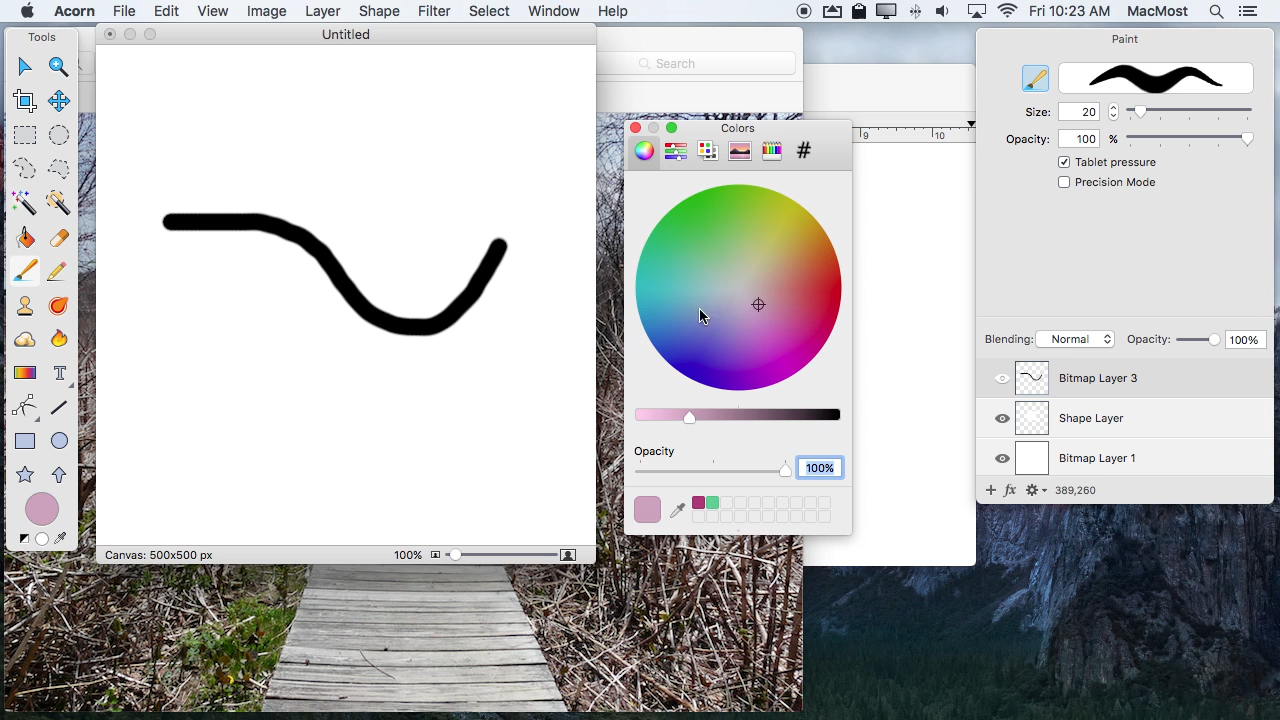 Acorn File Edit View Image Layer Shape Filter Select Window Help Fri 10:23 AM MacMost
Tools
Untitled
Search
Colors
Paint
#
9 10
Size: 20
Opacity: 100 %
Tablet pressure
Precision Mode
Blending: Normal Opacity: 100%
Bitmap Layer 3
Shape Layer
Bitmap Layer 1
+ fx 389,260
T
Opacity
100%
Canvas: 500x500 px 100%